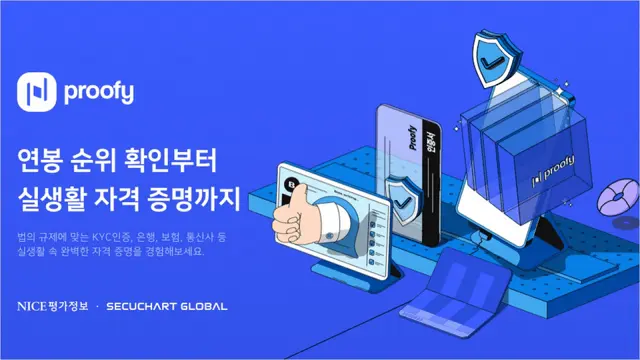 proofy
연봉 순위 확인부터
실생활 자격 증명까지
법의 규제에 맞는 KYC인증, 은행, 보험, 통신사 등
실생활 속 완벽한 자격 증명을 경험해보세요.
NICE평가정보 · SECUCHART GLOBAL
Proofy
인증서
proofy
B